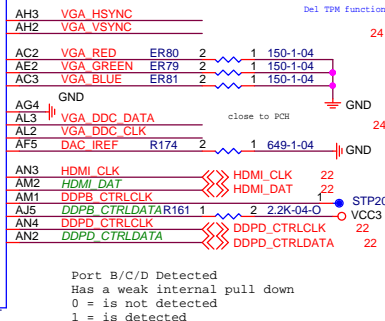 Del TPM function
AH3 VGA_HSYNC
AH2 VGA_VSYNC
24
AC2 VGA_RED ER80 2 1 150-1-04
AE2 VGA_GREEN ER79 2 1 150-1-04
AC3 VGA_BLUE ER81 2 1 150-1-04
GND
AG4 GND
AL3 VGA_DDC_DATA close to PCH
24
AL2 VGA_DDC_CLK
AF5 DAC_IREF R174 2 1 649-1-04 GND
AN3 HDMI_CLK HDMI_CLK 22
AM2 HDMI_DAT HDMI_DAT 22
AM1 DDPB_CTRLCLK 1 STP20
AJ5 DDPB_CTRLDATA R161 1 2 2.2K-04-O VCC3
AN4 DDPD_CTRLCLK DDPD_CTRLCLK 22
AN2 DDPD_CTRLDATA DDPD_CTRLDATA 22
Port B/C/D Detected
Has a weak internal pull down
0 = is not detected
1 = is detected